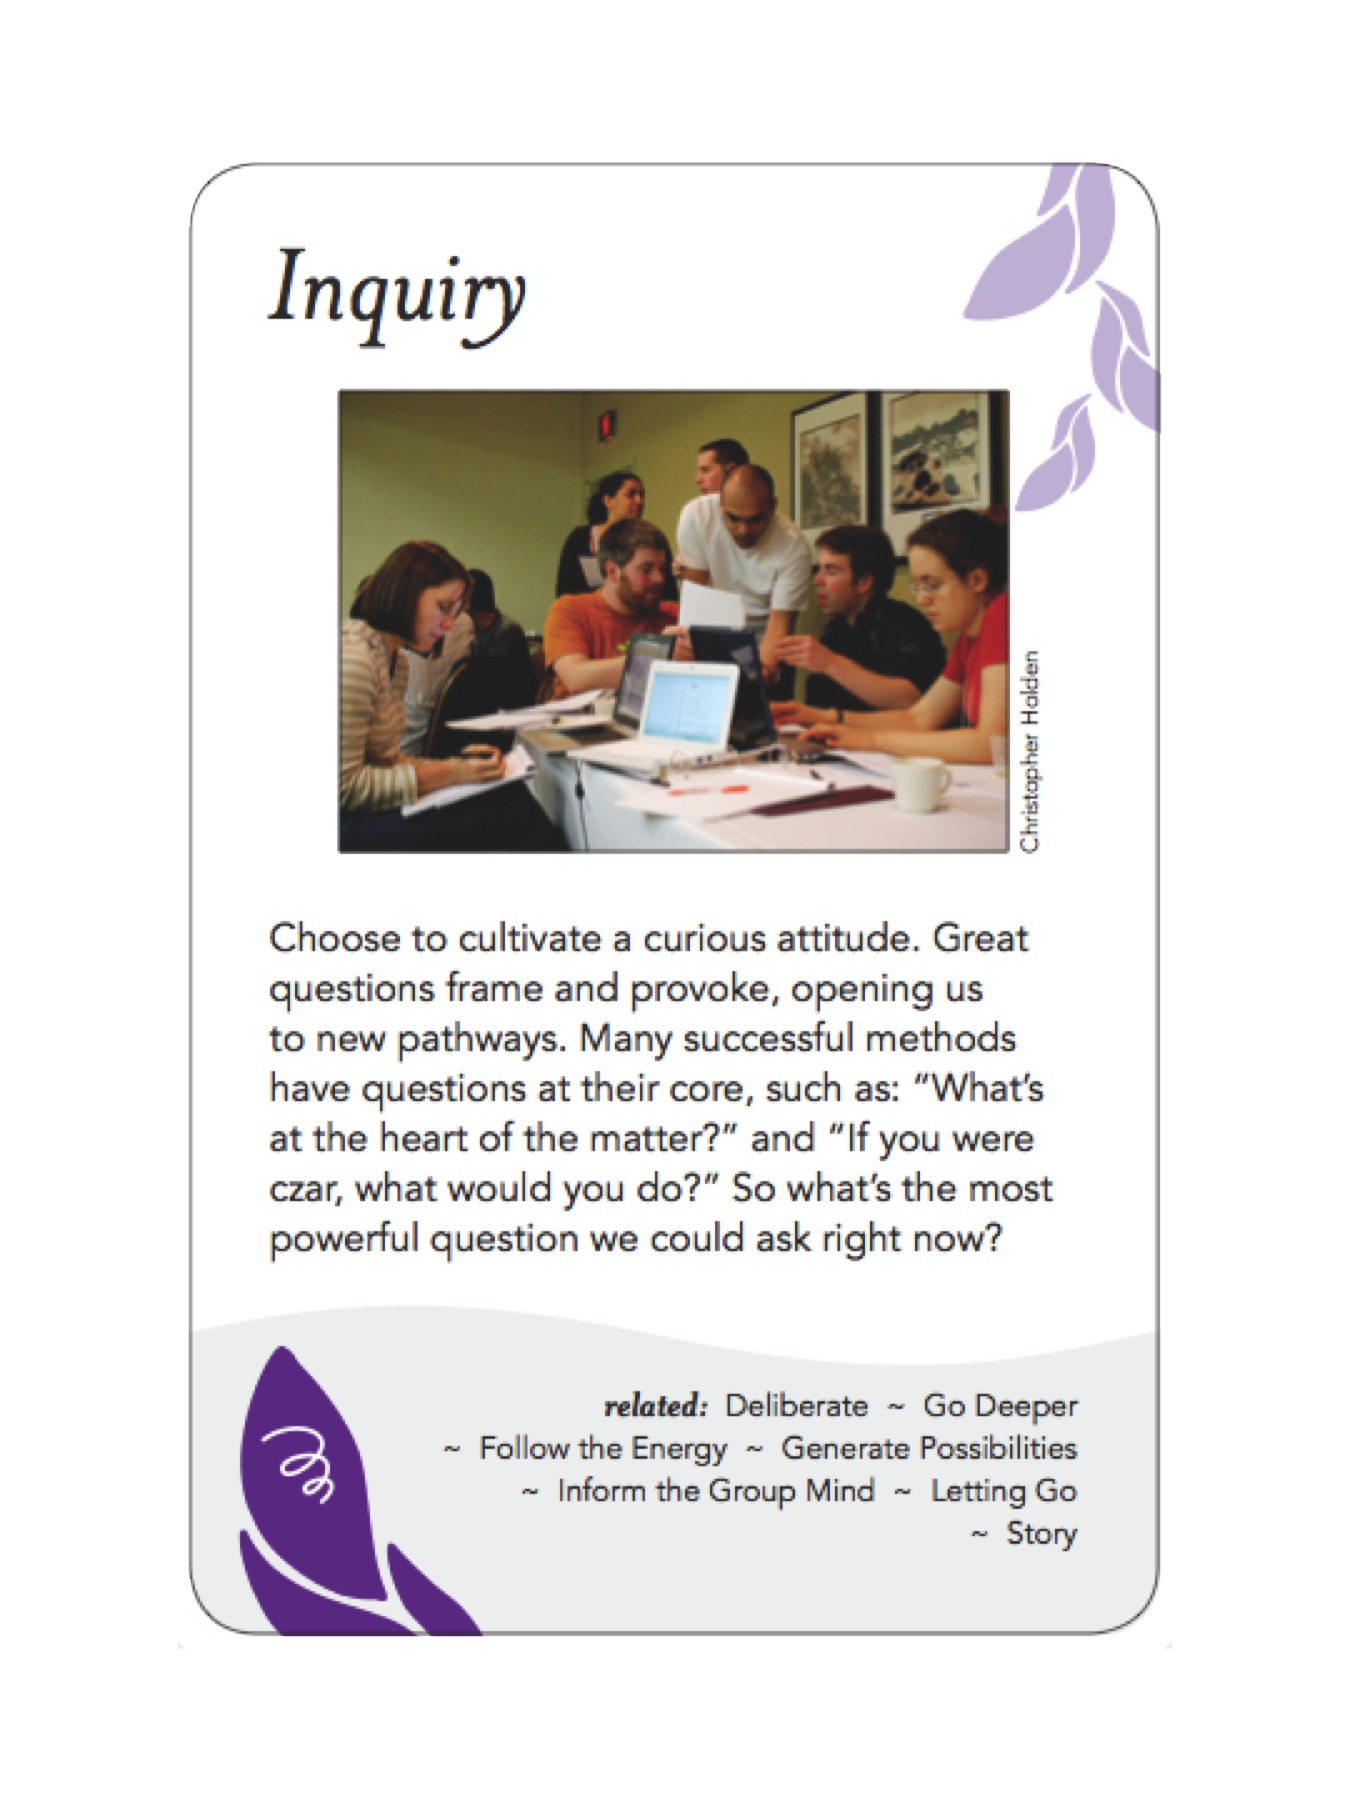 Inquiry
Christopher Holden
Choose to cultivate a curious attitude. Great
questions frame and provoke, opening us
to new pathways. Many successful methods
have questions at their core, such as: “What’s
at the heart of the matter?” and “If you were
czar, what would you do?” So what’s the most
powerful question we could ask right now?
related: Deliberate ~ Go Deeper
~ Follow the Energy ~ Generate Possibilities
~ Inform the Group Mind ~ Letting Go
~ Story